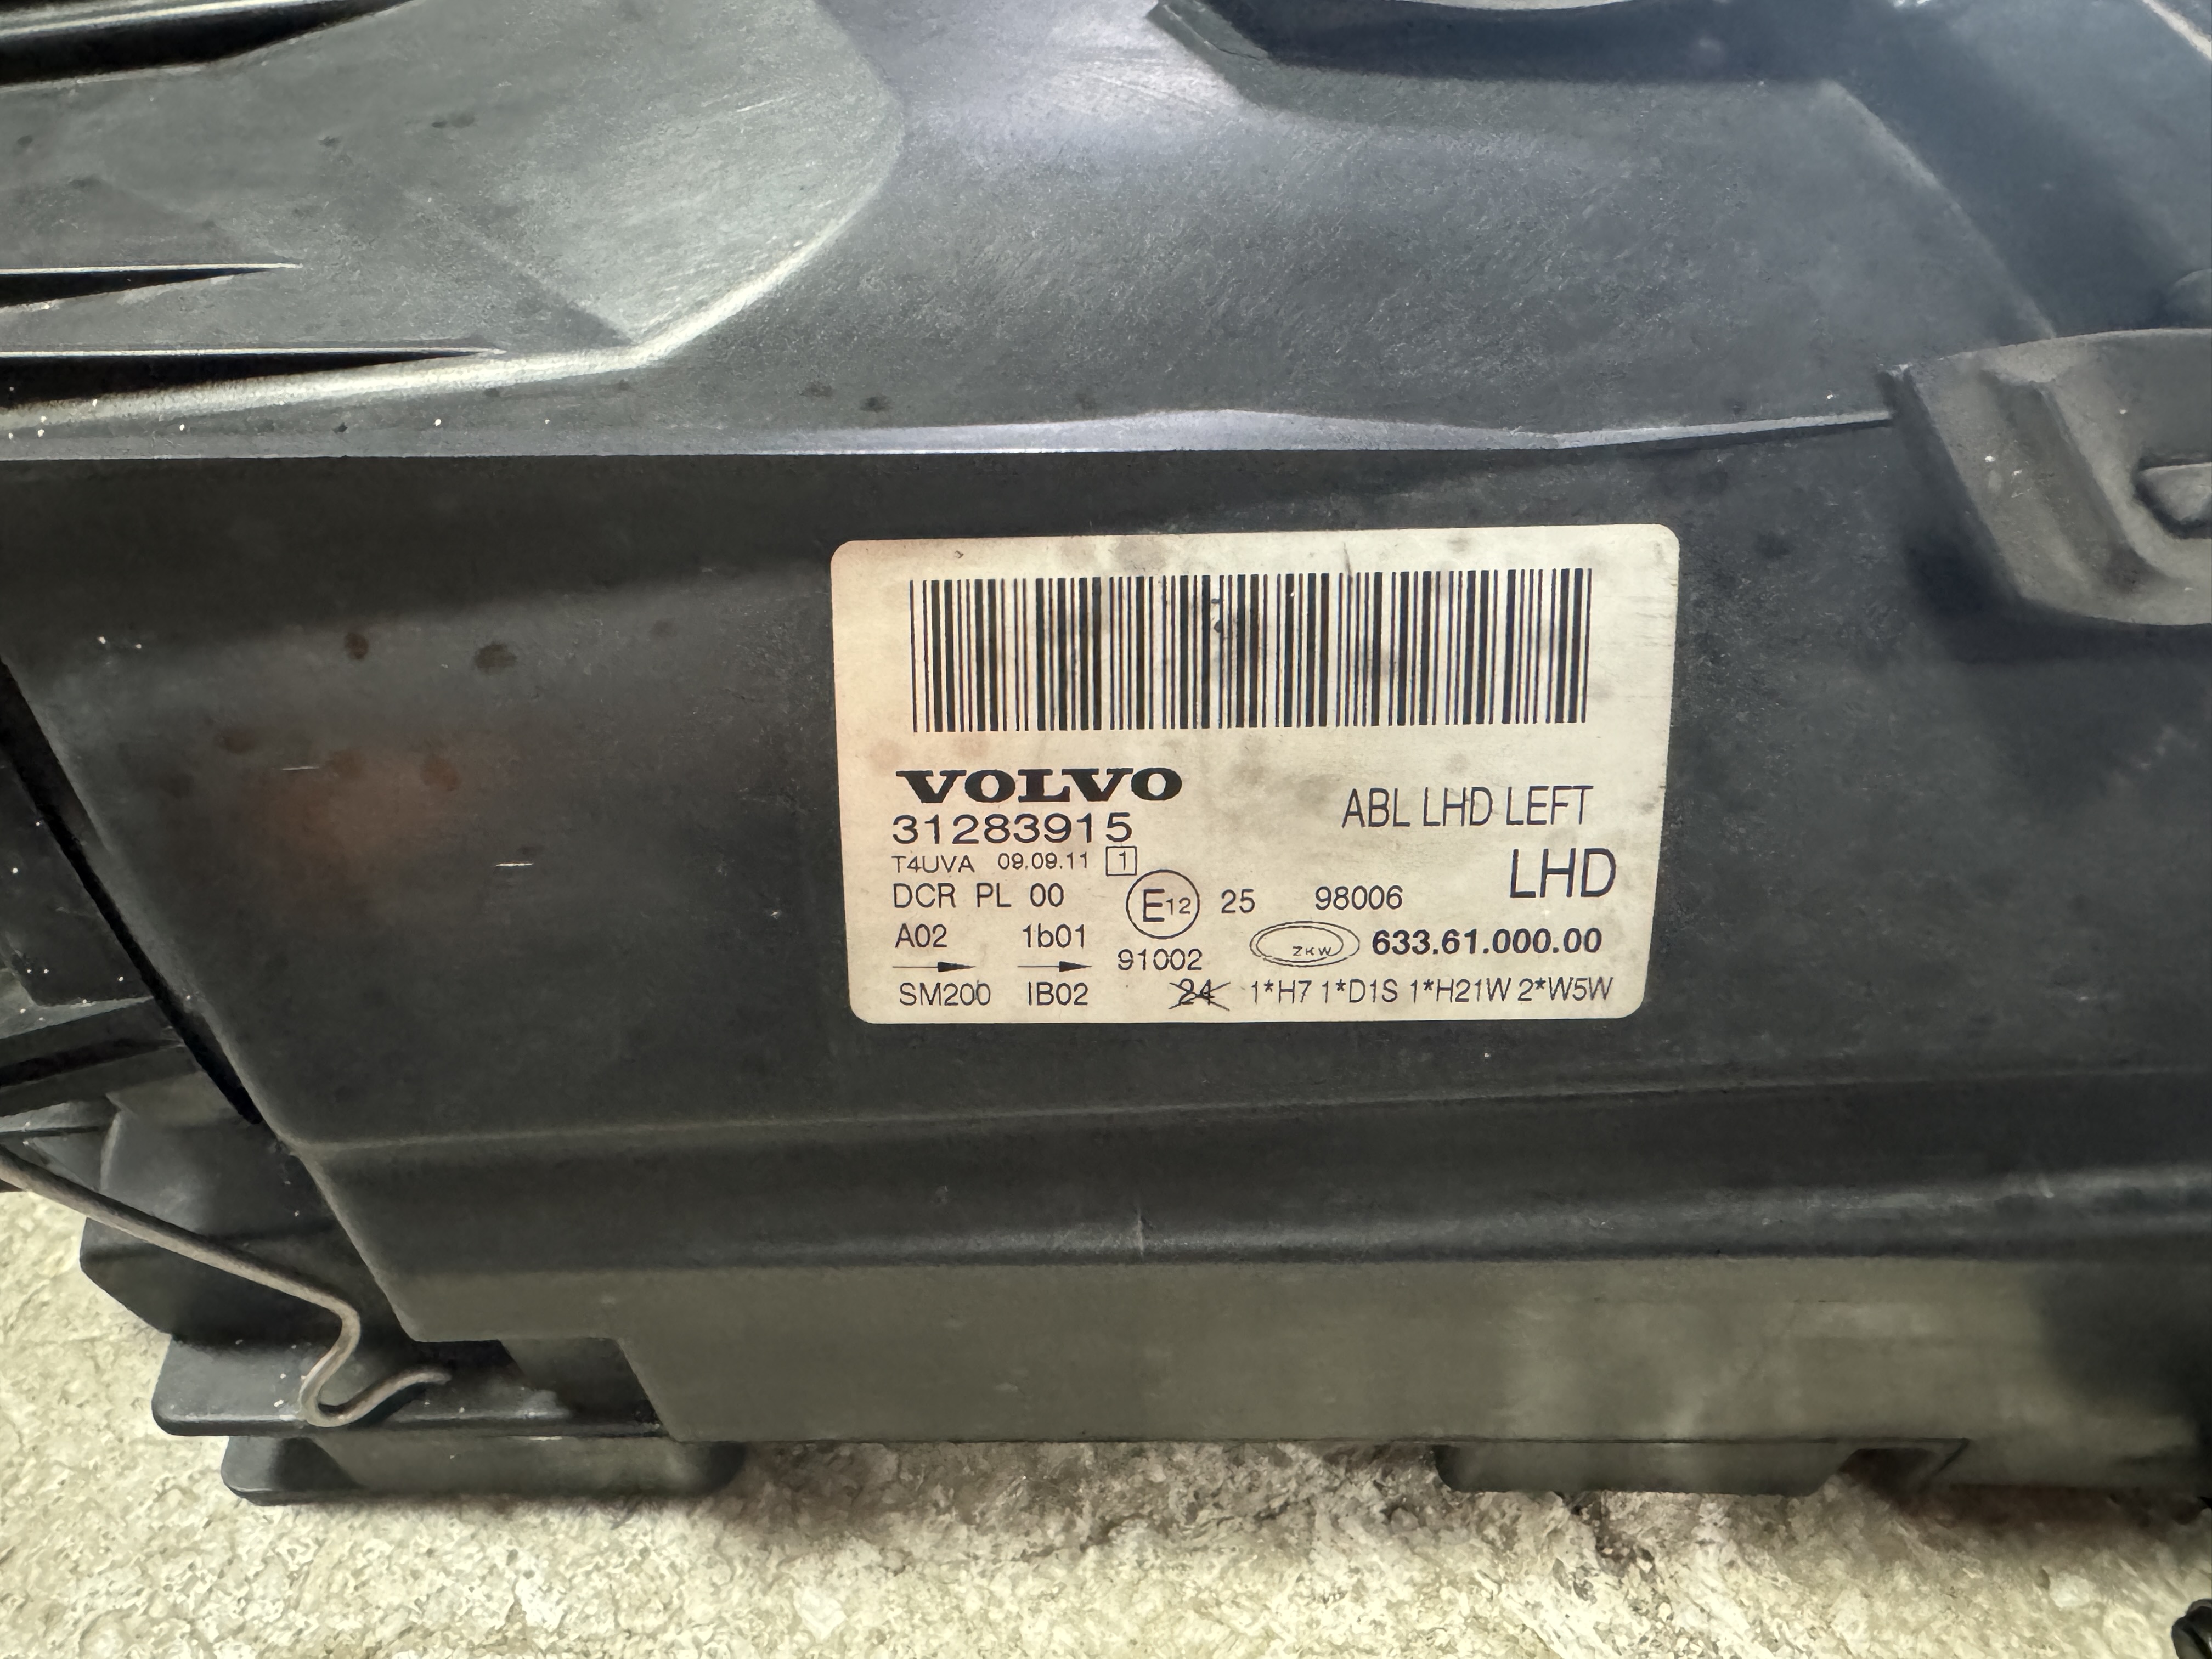 VOLVO
ABL LHD LEFT
31283915
T4UVA 09.09.11 1
LHD
DCR PL 00 E12 25 98006
A02 1b01 ZKW 633.61.000.00
91002
SM200 IB02 24 1*H7 1*D1S 1*H21W 2*W5W